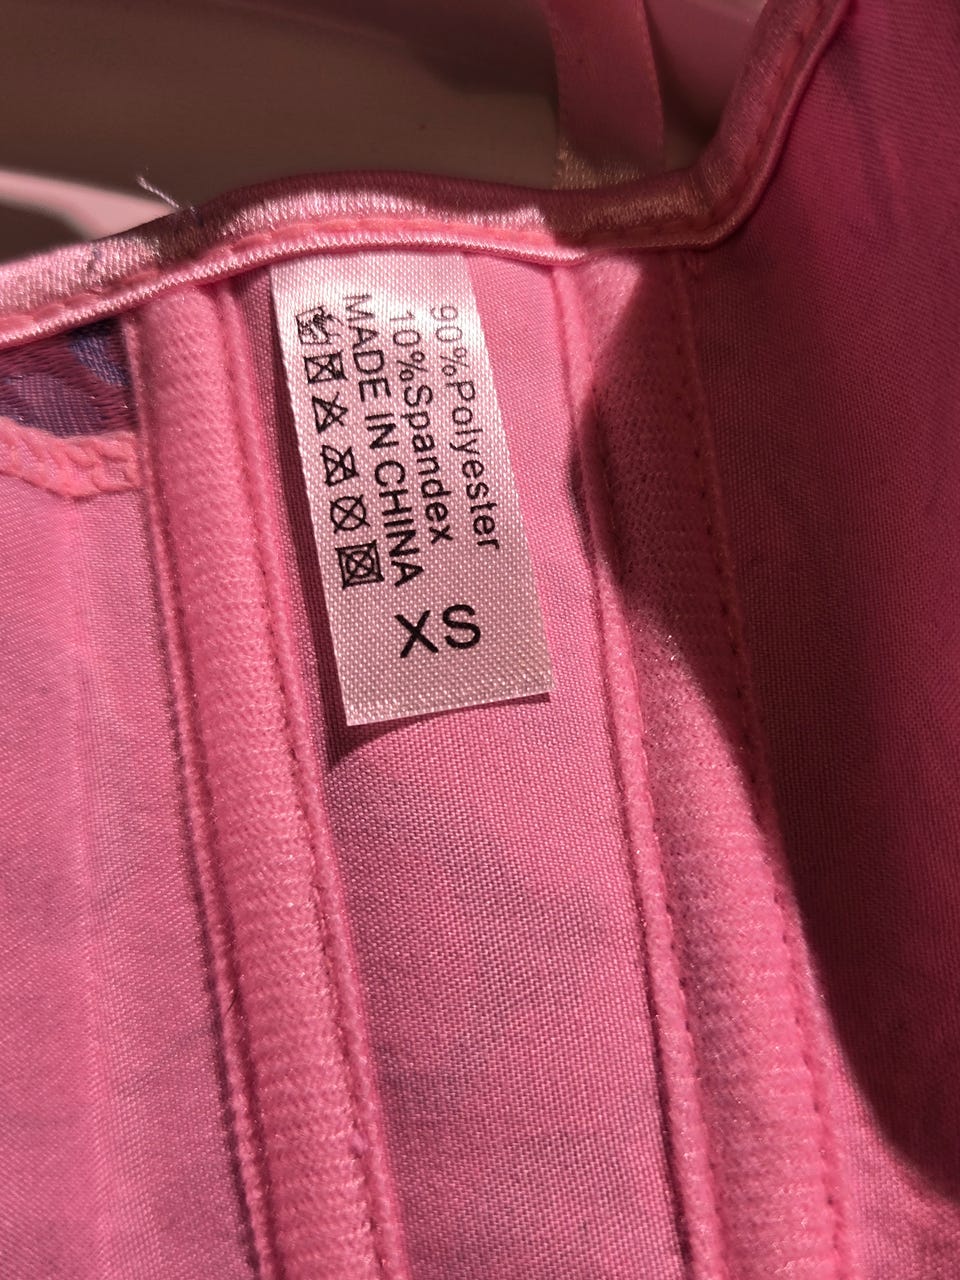 90%Polyester
10%Spandex
MADE IN CHINA
XS